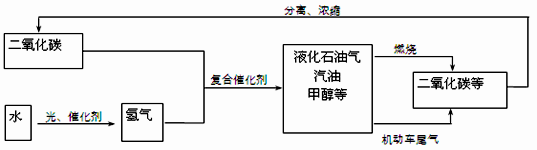 分离、浓缩
二氧化碳
复合催化剂
液化石油气
汽油
甲醇等
燃烧
二氧化碳等
水
光、催化剂
氢气
机动车尾气